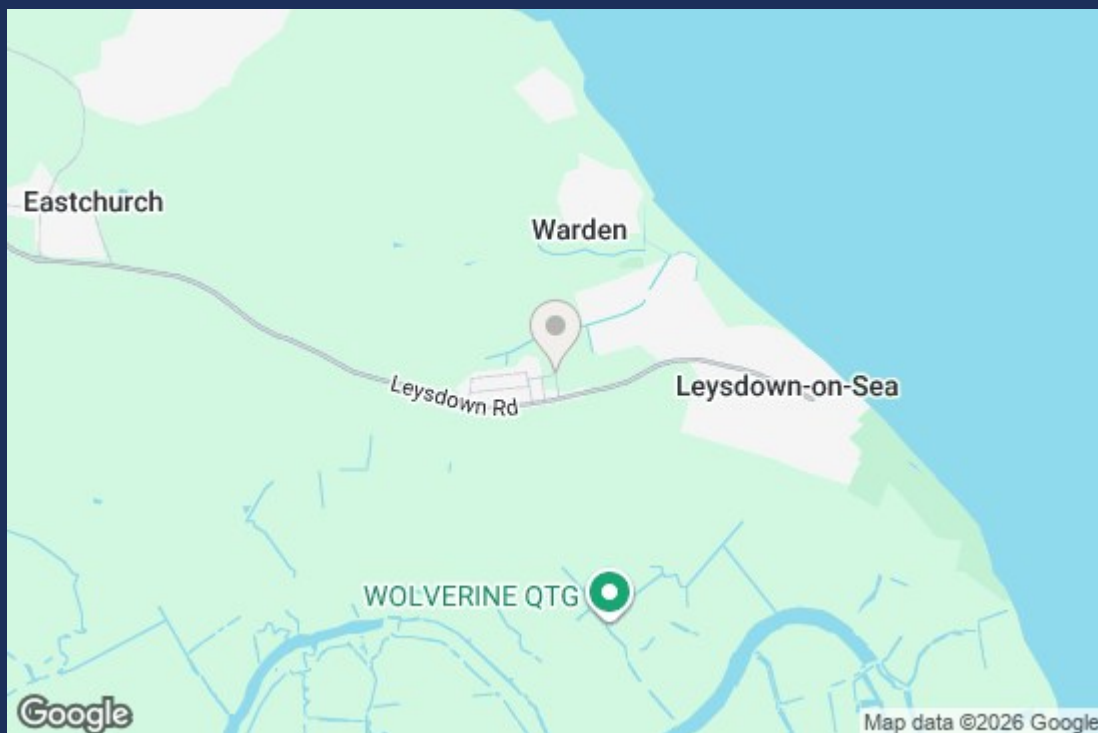 Eastchurch
Warden
Leysdown Rd
Leysdown-on-Sea
WOLVERINE QTG
Google
Map data ©2026 Google